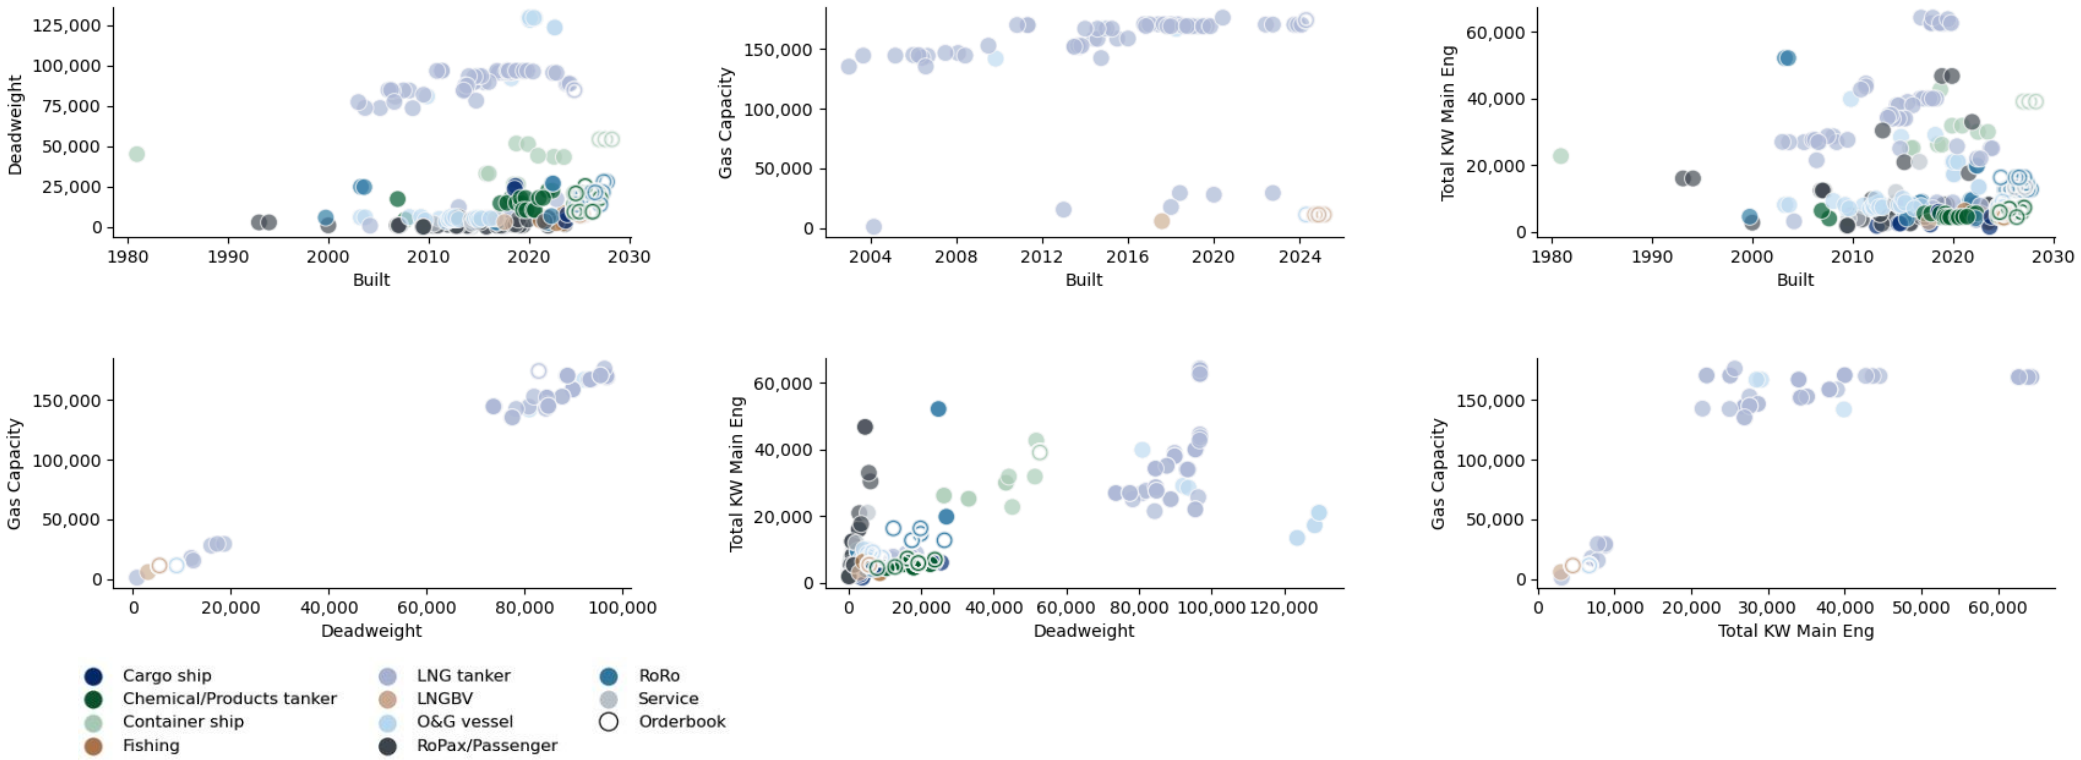 125,000
100,000
75,000
50,000
25,000
0
Deadweight
1980 1990 2000 2010 2020 2030
Built
150,000
100,000
50,000
0
Gas Capacity
2004 2008 2012 2016 2020 2024
Built
60,000
40,000
20,000
0
Total KW Main Eng
1980 1990 2000 2010 2020 2030
Built
150,000
100,000
50,000
0
Gas Capacity
0 20,000 40,000 60,000 80,000 100,000
Deadweight
60,000
40,000
20,000
0
Total KW Main Eng
0 20,000 40,000 60,000 80,000 100,000 120,000
Deadweight
150,000
100,000
50,000
0
Gas Capacity
0 10,000 20,000 30,000 40,000 50,000 60,000
Total KW Main Eng
Cargo ship
Chemical/Products tanker
Container ship
Fishing
LNG tanker
LNGBV
O&G vessel
RoPax/Passenger
RoRo
Service
Orderbook